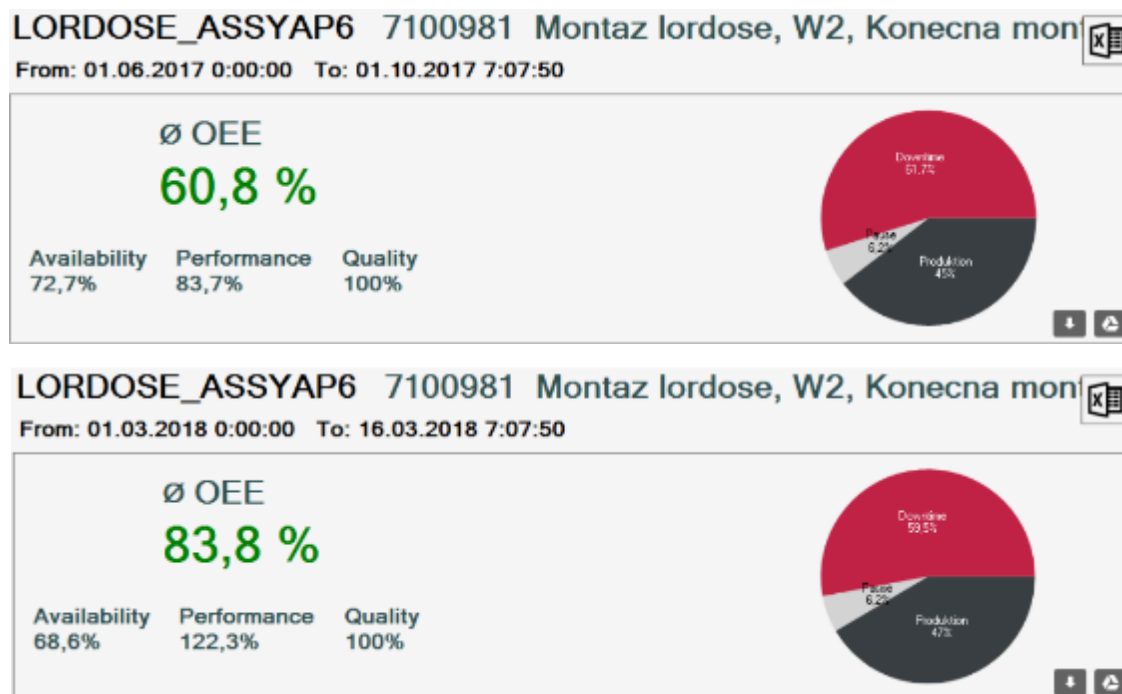 LORDOSE_ASSYAP6 7100981 Montaz lordose, W2, Konecna mon
From: 01.06.2017 0:00:00 To: 01.10.2017 7:07:50
ø OEE
60,8 %
Availability Performance Quality
72,7% 83,7% 100%
Downtime
61,7%
Pause
6.2%
Produktion
45%
LORDOSE_ASSYAP6 7100981 Montaz lordose, W2, Konecna mon
From: 01.03.2018 0:00:00 To: 16.03.2018 7:07:50
ø OEE
83,8 %
Availability Performance Quality
68,6% 122,3% 100%
Downtime
59,5%
Pause
6.2%
Produktion
47%